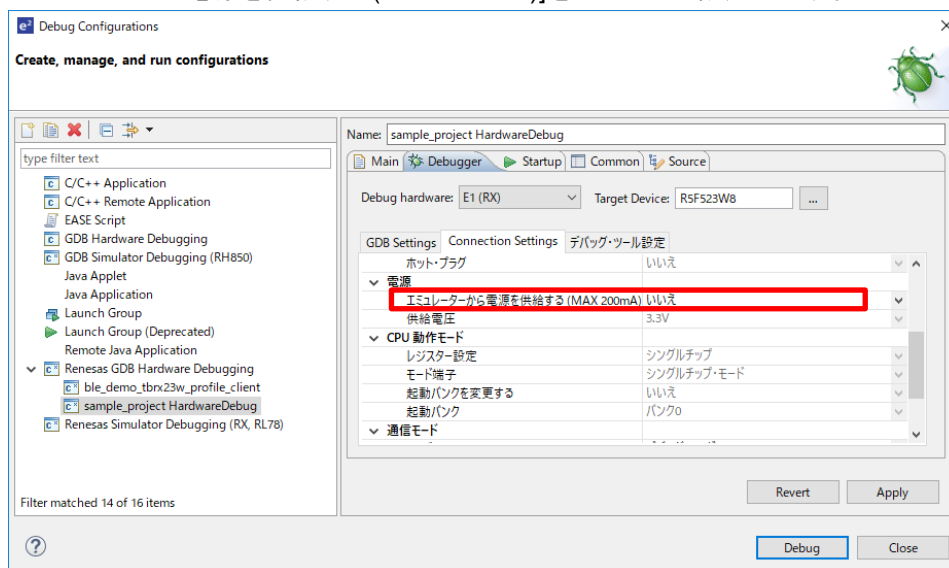 e² Debug Configurations
Create, manage, and run configurations
type filter text
C/C++ Application
C/C++ Remote Application
EASE Script
GDB Hardware Debugging
GDB Simulator Debugging (RH850)
Java Applet
Java Application
Launch Group
Launch Group (Deprecated)
Remote Java Application
Renesas GDB Hardware Debugging
ble_demo_tbrx23w_profile_client
sample_project HardwareDebug
Renesas Simulator Debugging (RX, RL78)
Filter matched 14 of 16 items
Name: sample_project HardwareDebug
Main Debugger Startup Common Source
Debug hardware: E1 (RX) Target Device: R5F523W8 ...
GDB Settings Connection Settings デバッグ・ツール設定
ホット・プラグ いいえ
電源
エミュレーターから電源を供給する (MAX 200mA) いいえ
供給電圧 3.3V
CPU 動作モード
レジスター設定 シングルチップ
モード端子 シングルチップ・モード
起動バンクを変更する いいえ
起動バンク バンク0
通信モード
Revert Apply
Debug Close